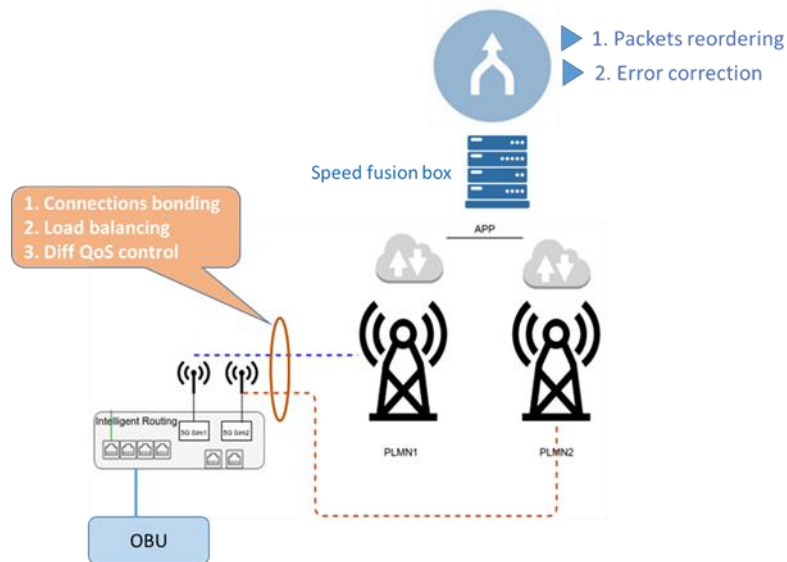 1. Packets reordering
2. Error correction
Speed fusion box
1. Connections bonding
2. Load balancing
3. Diff QoS control
APP
Intelligent Routing
5G Sim1
5G Sim2
PLMN1
PLMN2
OBU